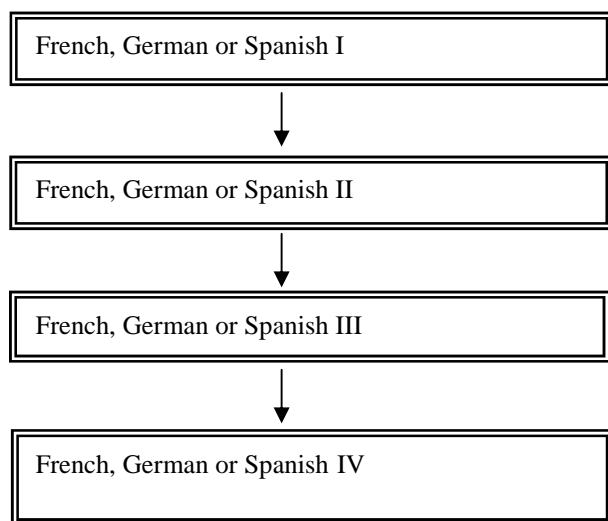 French, German or Spanish I
French, German or Spanish II
French, German or Spanish III
French, German or Spanish IV